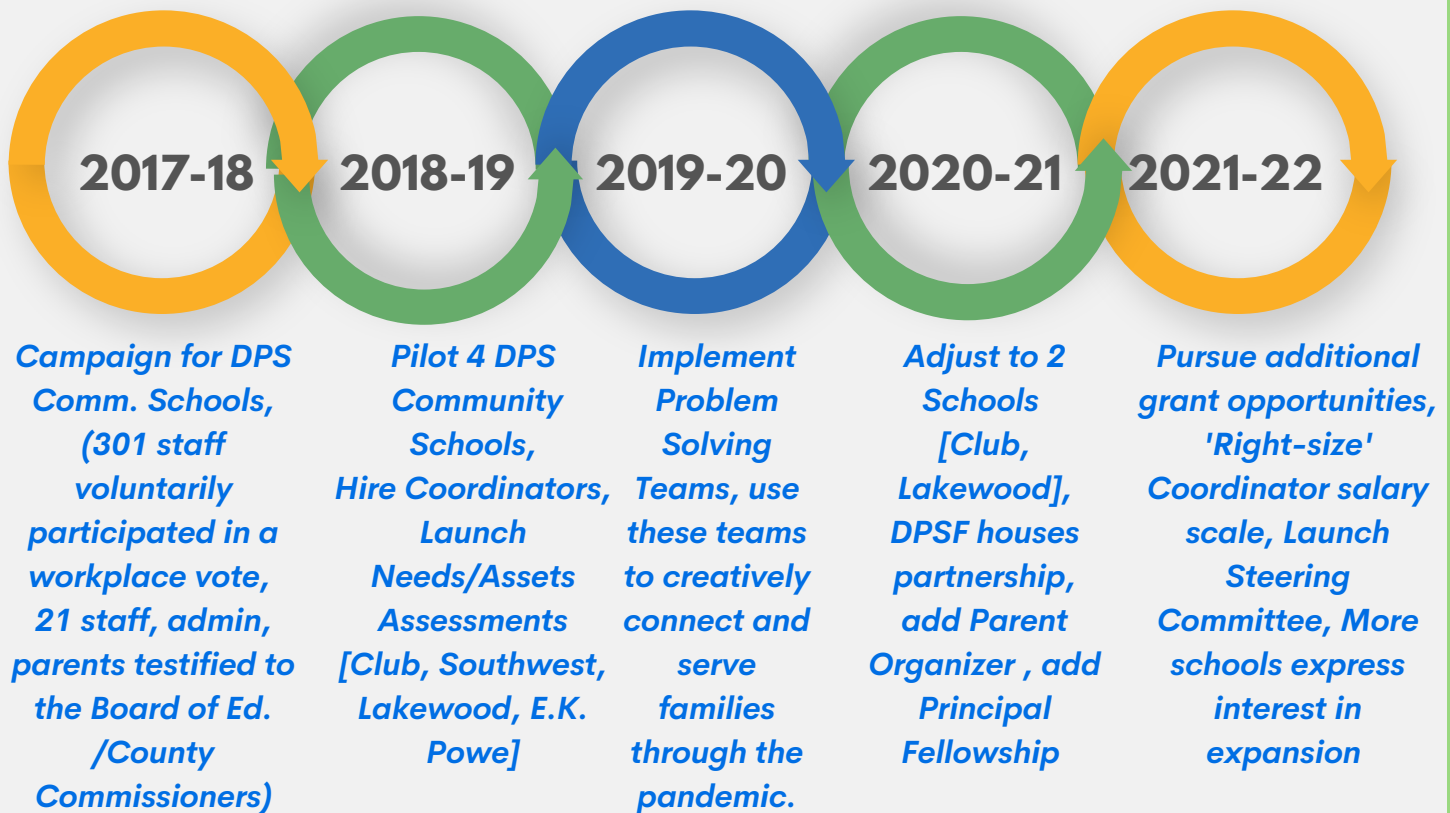 2017-18
2018-19
2019-20
2020-21
2021-22
Campaign for DPS
Comm. Schools,
(301 staff
voluntarily
participated in a
workplace vote,
21 staff, admin,
parents testified to
the Board of Ed.
/County
Commissioners)
Pilot 4 DPS
Community
Schools,
Hire Coordinators,
Launch
Needs/Assets
Assessments
[Club, Southwest,
Lakewood, E.K.
Powe]
Implement
Problem
Solving
Teams, use
these teams
to creatively
connect and
serve
families
through the
pandemic.
Adjust to 2
Schools
[Club,
Lakewood],
DPSF houses
partnership,
add Parent
Organizer , add
Principal
Fellowship
Pursue additional
grant opportunities,
'Right-size'
Coordinator salary
scale, Launch
Steering
Committee, More
schools express
interest in
expansion